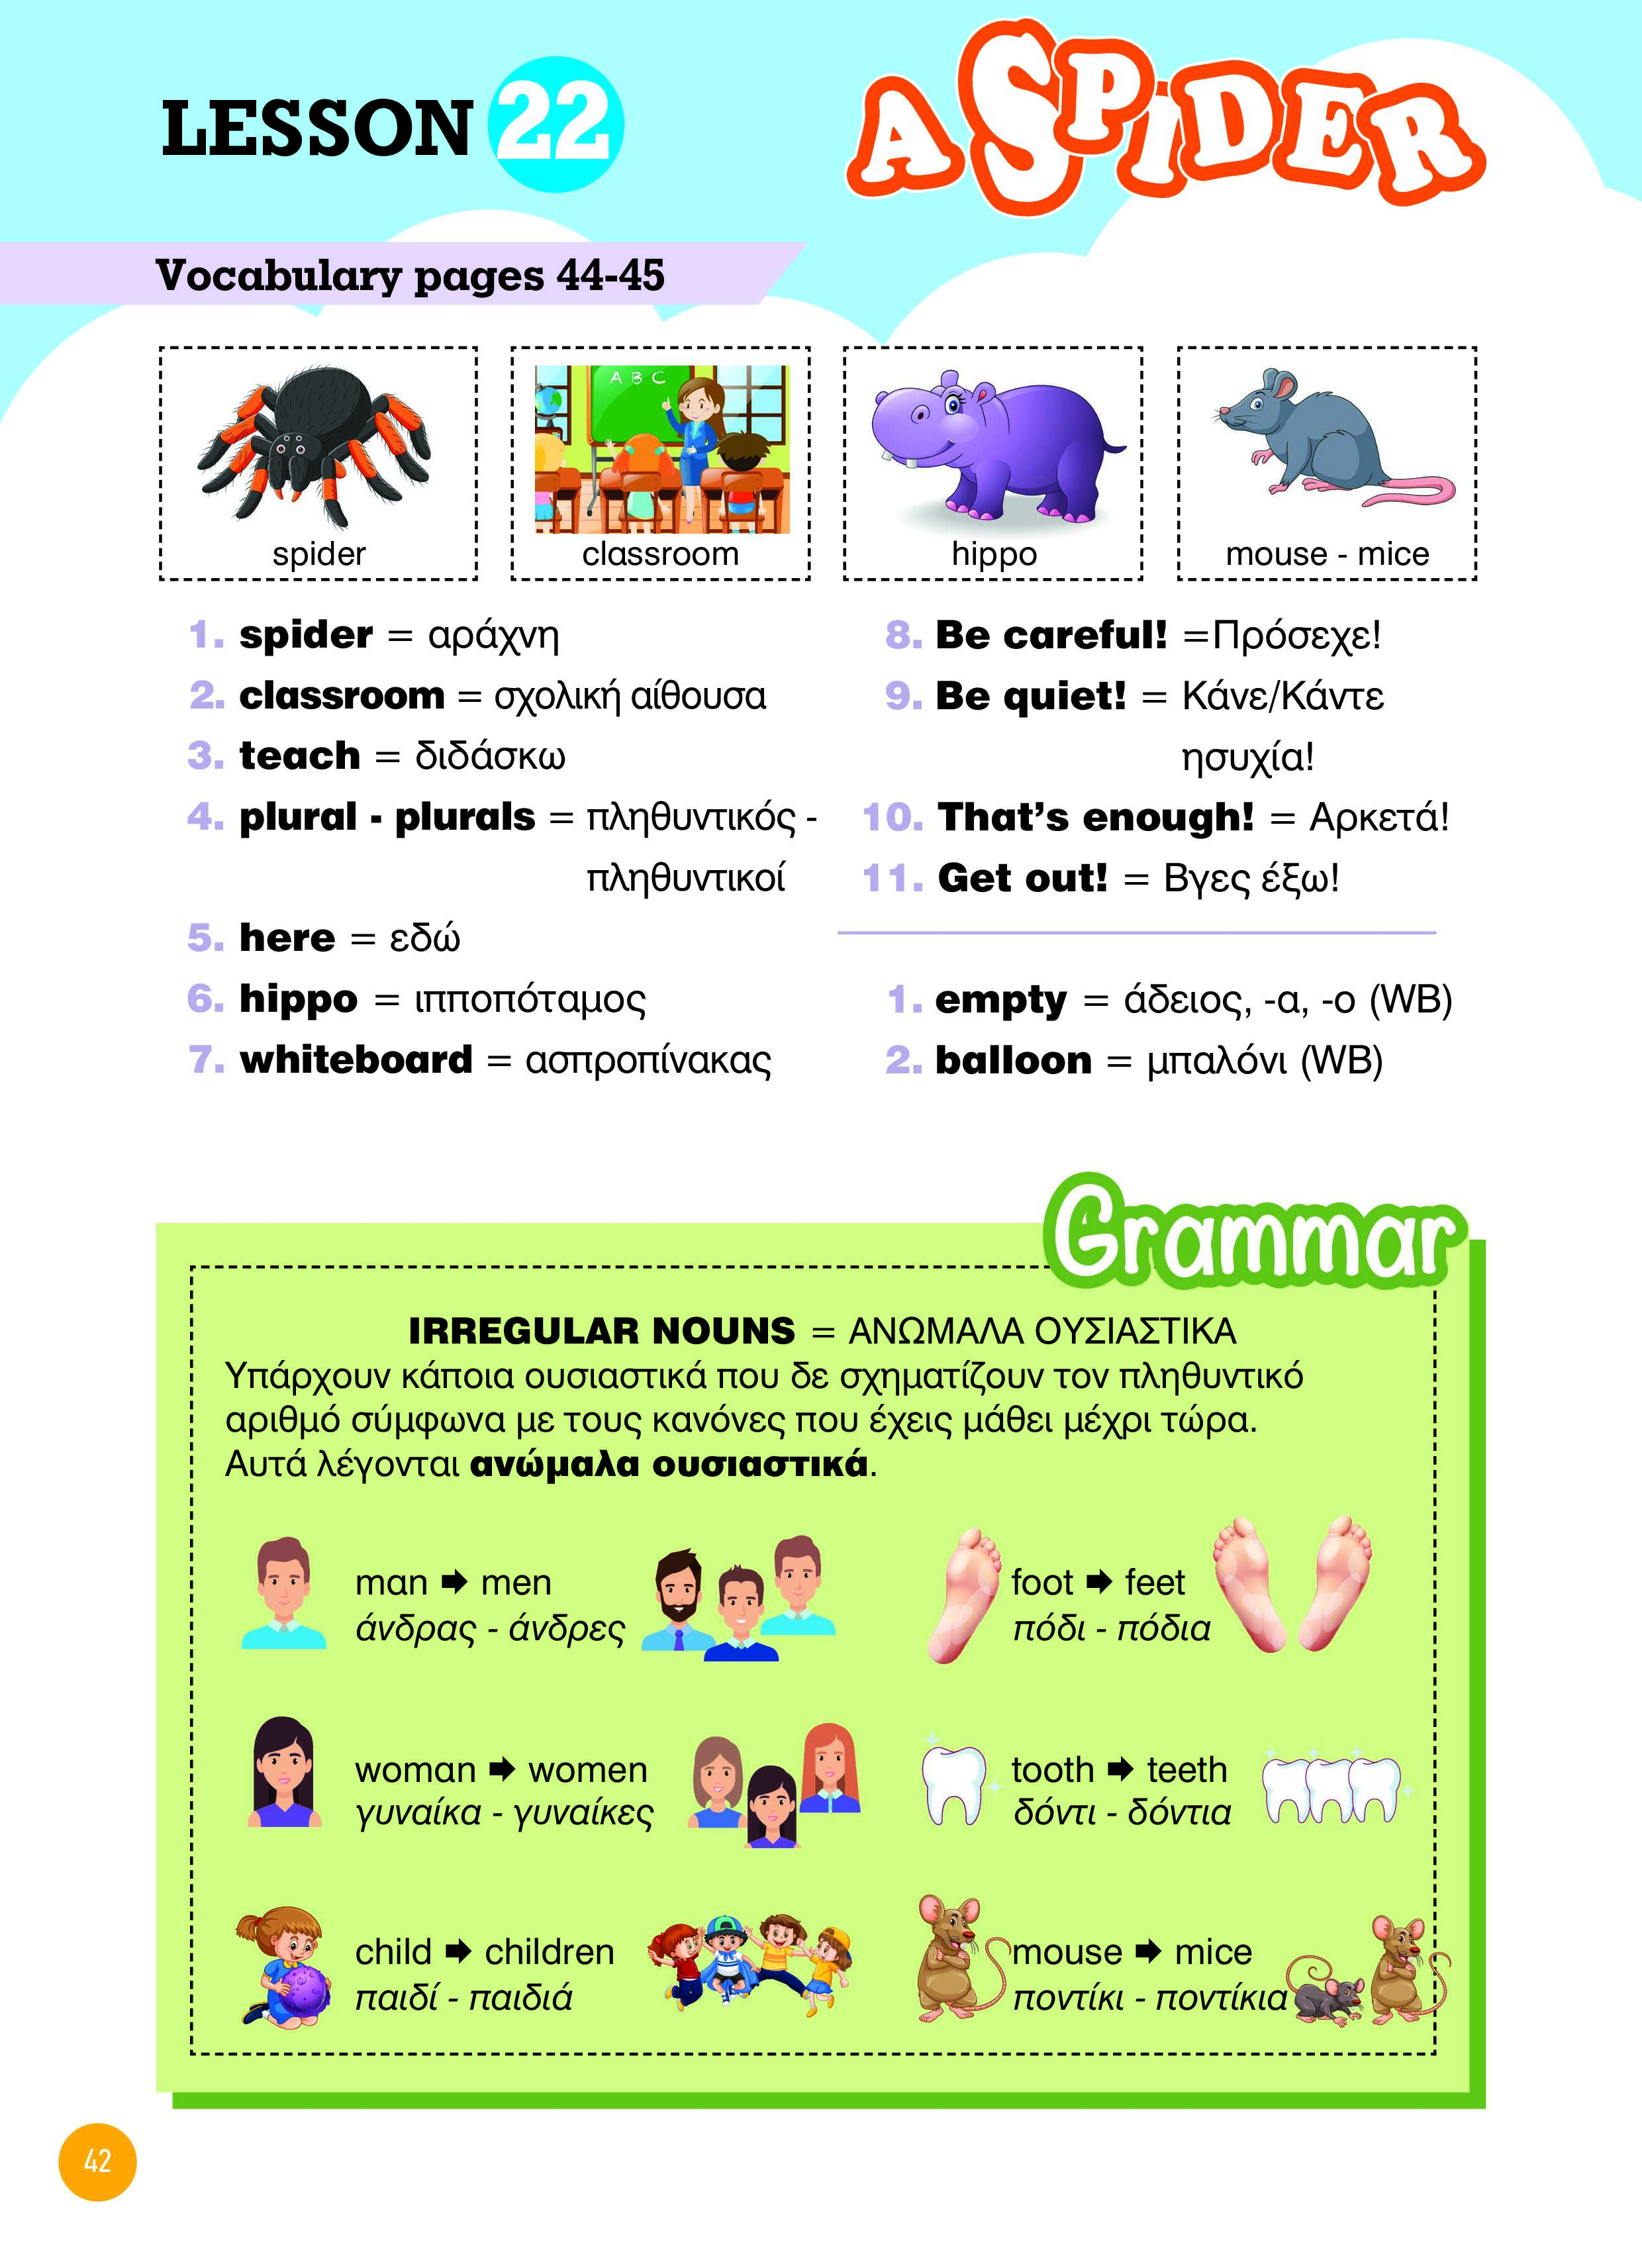 LESSON 22
A SPIDER
Vocabulary pages 44-45
A B C
spider
classroom
hippo
mouse - mice
1. spider = αράχνη
2. classroom = σχολική αίθουσα
3. teach = διδάσκω
4. plural - plurals = πληθυντικός -
πληθυντικοί
5. here = εδώ
6. hippo = ιπποπόταμος
7. whiteboard = ασπροπίνακας
8. Be careful! =Πρόσεχε!
9. Be quiet! = Κάνε/Κάντε
ησυχία!
10. That’s enough! = Αρκετά!
11. Get out! = Βγες έξω!
1. empty = άδειος, -α, -ο (WB)
2. balloon = μπαλόνι (WB)
Grammar
IRREGULAR NOUNS = ΑΝΩΜΑΛΑ ΟΥΣΙΑΣΤΙΚΑ
Υπάρχουν κάποια ουσιαστικά που δε σχηματίζουν τον πληθυντικό
αριθμό σύμφωνα με τους κανόνες που έχεις μάθει μέχρι τώρα.
Αυτά λέγονται ανώμαλα ουσιαστικά.
man ➡ men
άνδρας - άνδρες
foot ➡ feet
πόδι - πόδια
woman ➡ women
γυναίκα - γυναίκες
tooth ➡ teeth
δόντι - δόντια
child ➡ children
παιδί - παιδιά
mouse ➡ mice
ποντίκι - ποντίκια
42